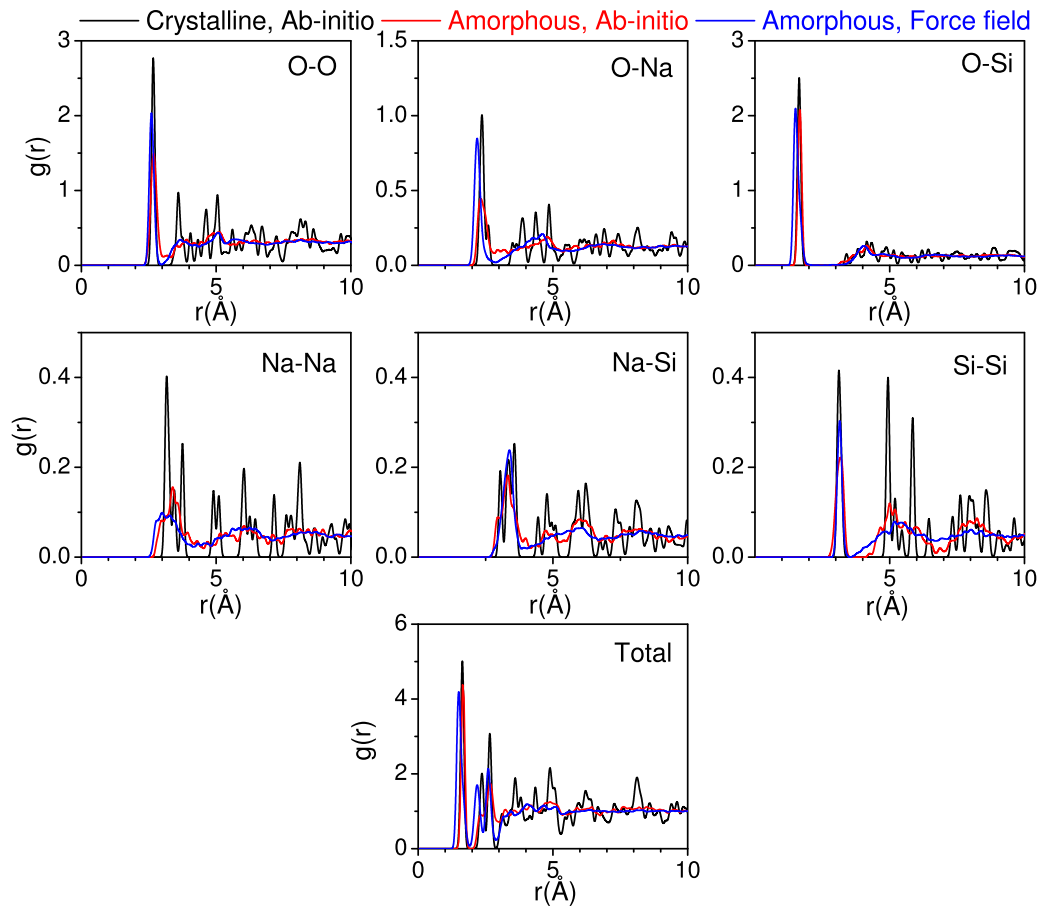 Crystalline, Ab-initio Amorphous, Ab-initio Amorphous, Force field
3 1.5 3
O-O O-Na O-Si
2 1.0 2
g(r)
1 0.5 1
0 0.0 0
0 5 10 0 5 10 0 5 10
r(Å) r(Å) r(Å)
Na-Na Na-Si Si-Si
0.4 0.4 0.4
g(r)
0.2 0.2 0.2
0.0 0.0 0.0
0 5 10 0 5 10 0 5 10
r(Å) r(Å) r(Å)
6
Total
4
g(r)
2
0
0 5 10
r(Å)